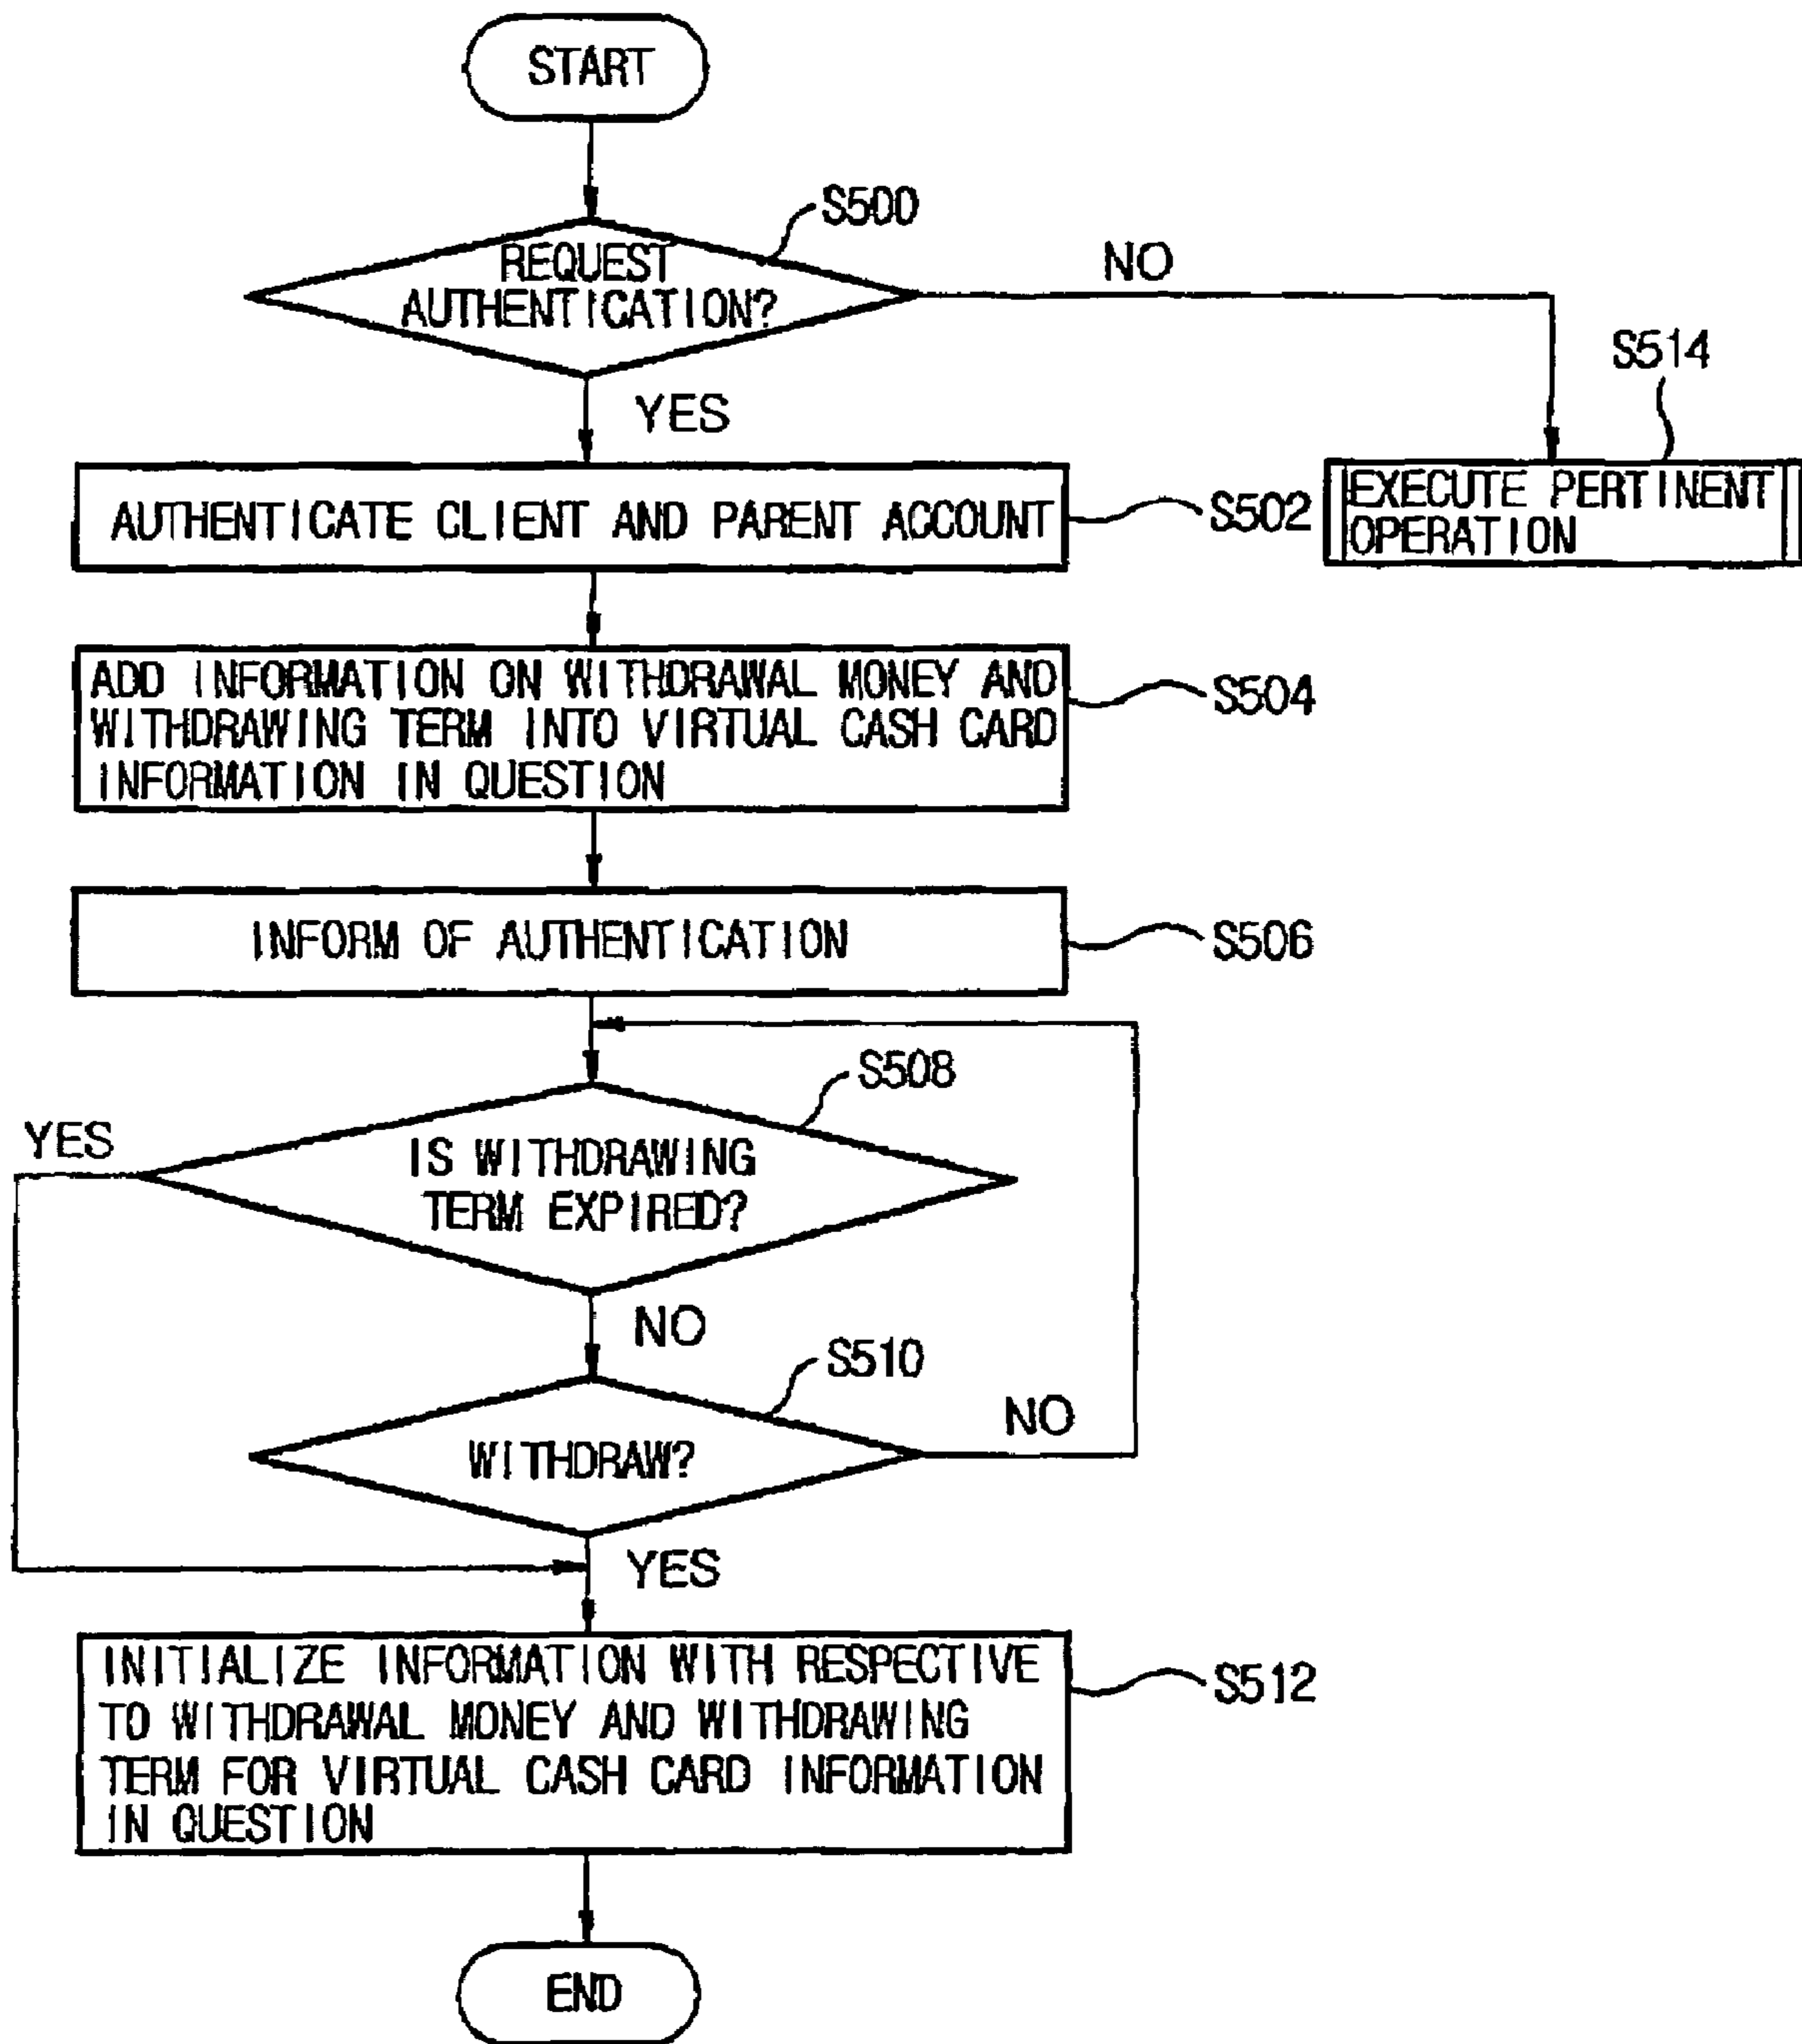 START
S500
REQUEST
AUTHENTICATION?
NO
YES
S514
EXECUTE PERTINENT
OPERATION
AUTHENTICATE CLIENT AND PARENT ACCOUNT
S502
ADD INFORMATION ON WITHDRAWAL MONEY AND
WITHDRAWING TERM INTO VIRTUAL CASH CARD
INFORMATION IN QUESTION
S504
INFORM OF AUTHENTICATION
S506
S508
YES
IS WITHDRAWING
TERM EXPIRED?
NO
S510
NO
WITHDRAW?
YES
INITIALIZE INFORMATION WITH RESPECTIVE
TO WITHDRAWAL MONEY AND WITHDRAWING
TERM FOR VIRTUAL CASH CARD INFORMATION
IN QUESTION
S512
END